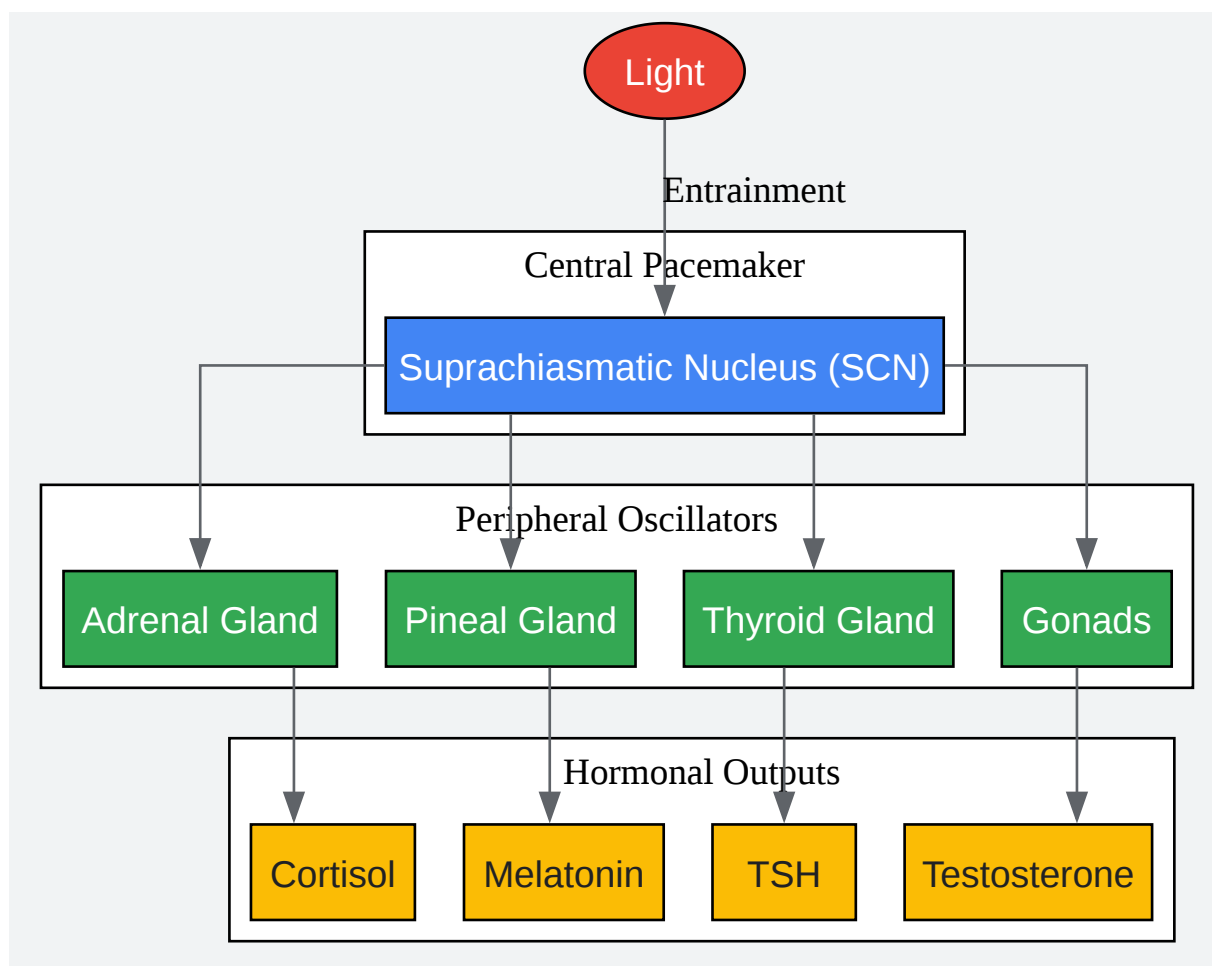 Light
Entrainment
Central Pacemaker
Suprachiasmatic Nucleus (SCN)
Peripheral Oscillators
Adrenal Gland
Pineal Gland
Thyroid Gland
Gonads
Hormonal Outputs
Cortisol
Melatonin
TSH
Testosterone